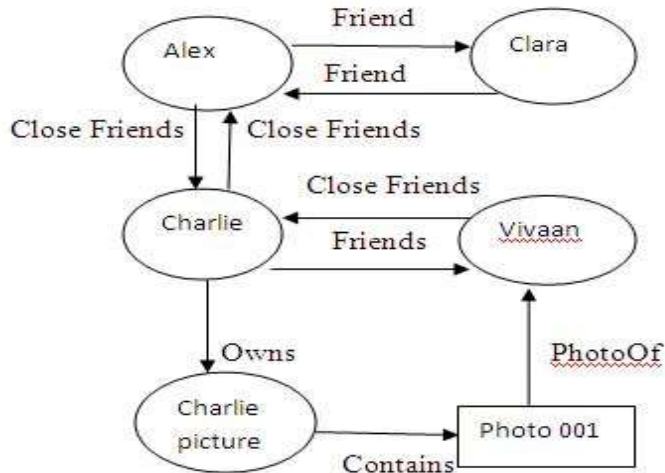 Friend
Alex
Clara
Friend
Close Friends
Close Friends
Close Friends
Charlie
Vivaan
Friends
Owns
PhotoOf
Charlie
picture
Photo 001
Contains